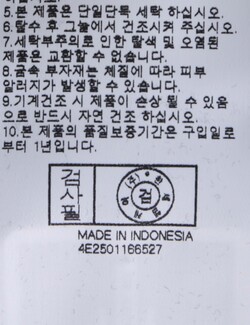 5.본 제품은 단일단독 세탁 하십시오.
6.탈수 후 그늘에서 건조시켜 주십시오.
7.세탁부주의로 인한 탈색 및 오염된
제품은 교환할 수 없습니다.
8.금속 부자재는 체질에 따라 피부
알러지가 발생할 수 있습니다.
9.기계건조 시 제품이 손상 될 수 있음
으로 반드시 자연 건조 하십시오.
10.본 제품의 품질보증기간은 구입일로
부터 1년입니다.
검사필
검
(주)
MADE IN INDONESIA
4E2501166527